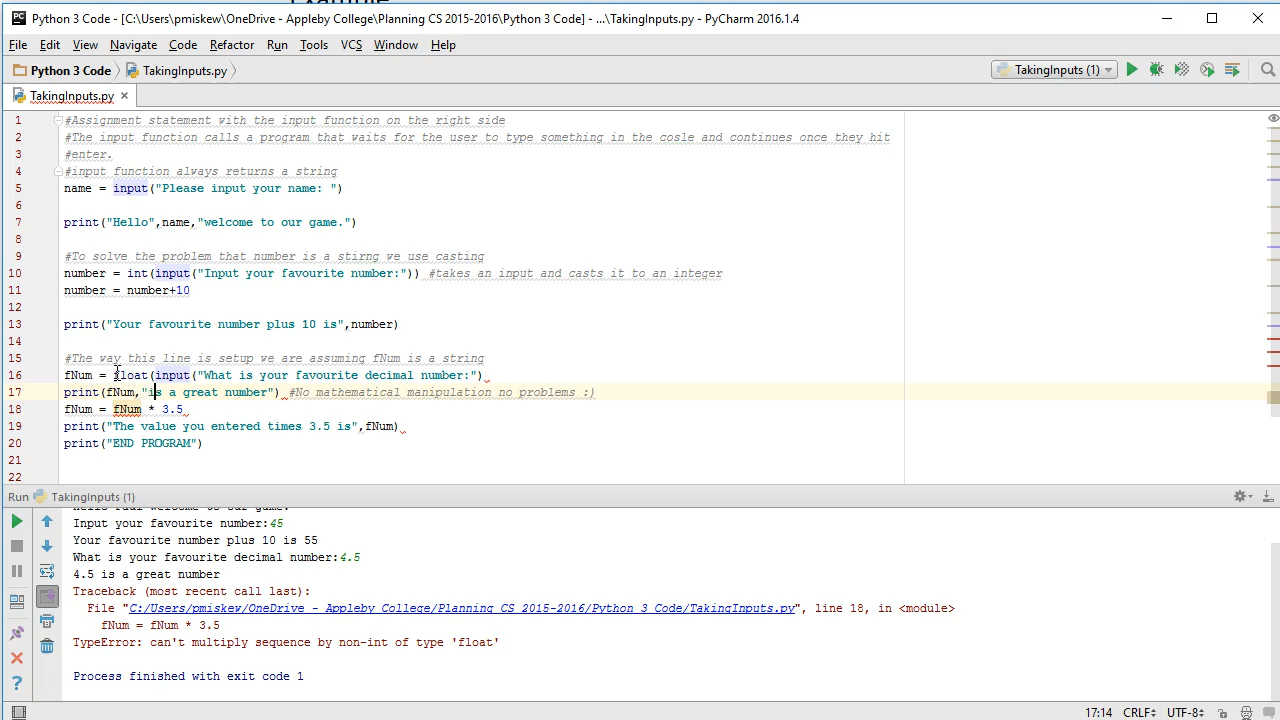 Example
Python 3 Code - [C:\Users\pmiskew\OneDrive - Appleby College\Planning CS 2015-2016\Python 3 Code] - ...\TakingInputs.py - PyCharm 2016.1.4
File Edit View Navigate Code Refactor Run Tools VCS Window Help
Python 3 Code TakingInputs.py TakingInputs (1)
TakingInputs.py
1 #Assignment statement with the input function on the right side
2 #The input function calls a program that waits for the user to type something in the cosle and continues once they hit
3 #enter.
4 #input function always returns a string
5 name = input("Please input your name: ")
6
7 print("Hello",name,"welcome to our game.")
8
9 #To solve the problem that number is a stirng we use casting
10 number = int(input("Input your favourite number:")) #takes an input and casts it to an integer
11 number = number+10
12
13 print("Your favourite number plus 10 is",number)
14
15 #The way this line is setup we are assuming fNum is a string
16 fNum = float(input("What is your favourite decimal number:")
17 print(fNum,"is a great number") #No mathematical manipulation no problems :)
18 fNum = fNum * 3.5
19 print("The value you entered times 3.5 is",fNum)
20 print("END PROGRAM")
21
22
Run TakingInputs (1)
Input your favourite number:45
Your favourite number plus 10 is 55
What is your favourite decimal number:4.5
4.5 is a great number
Traceback (most recent call last):
File "C:/Users/pmiskew/OneDrive - Appleby College/Planning CS 2015-2016/Python 3 Code/TakingInputs.py", line 18, in <module>
fNum = fNum * 3.5
TypeError: can't multiply sequence by non-int of type 'float'
Process finished with exit code 1
17:14 CRLF UTF-8